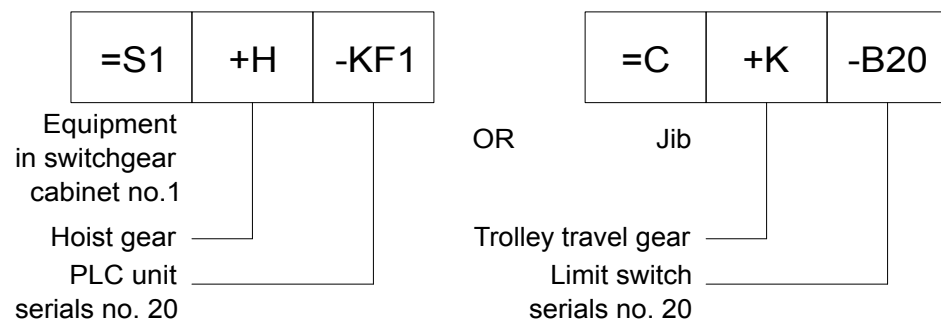 =S1 +H -KF1
Equipment
in switchgear
cabinet no.1
Hoist gear
PLC unit
serials no. 20
OR
=C +K -B20
Jib
Trolley travel gear
Limit switch
serials no. 20